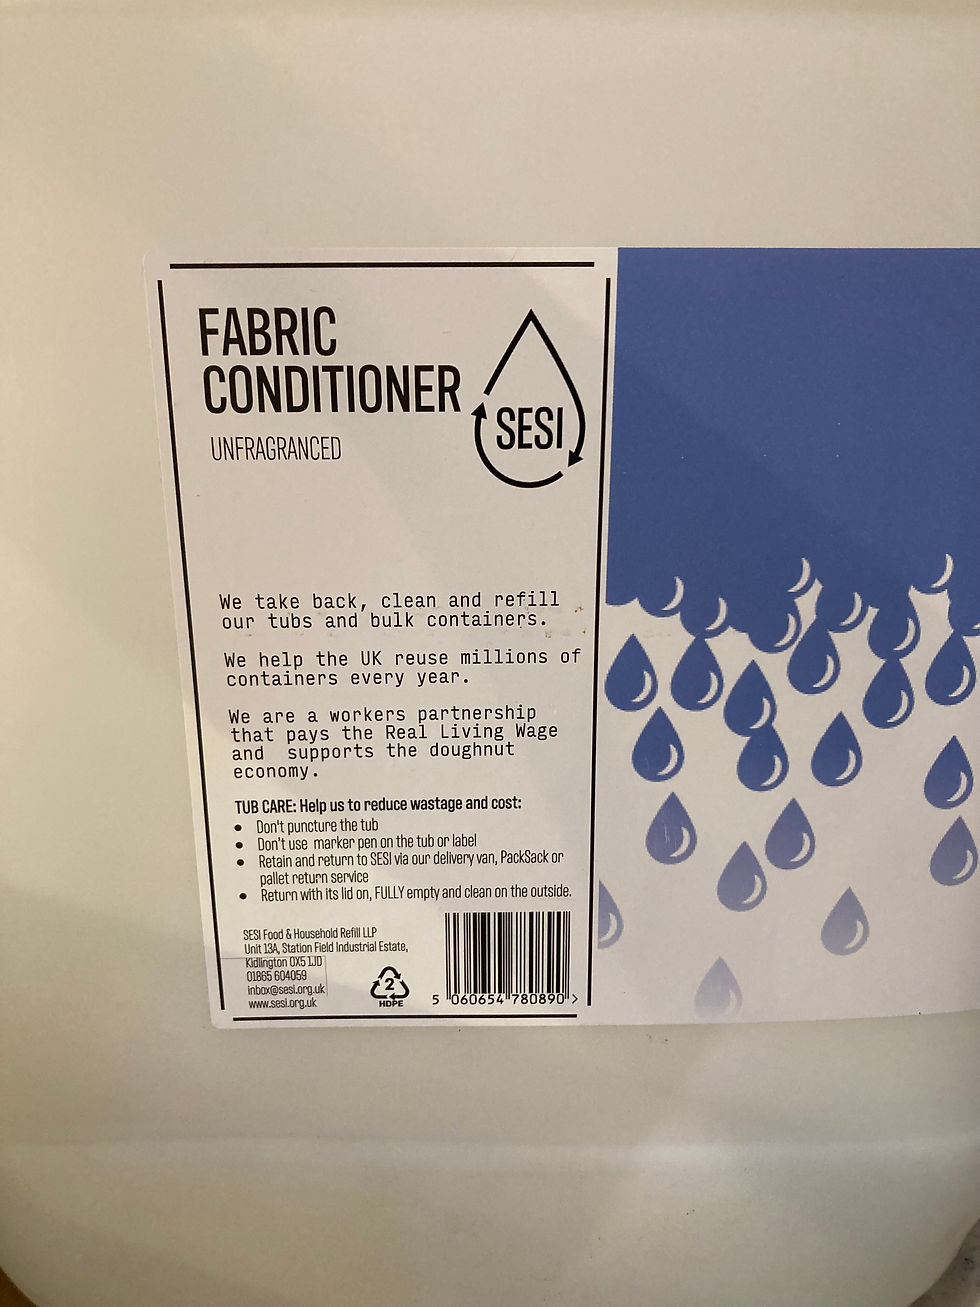 FABRIC
CONDITIONER
UNFRAGRANCED
SESI
We take back, clean and refill
our tubs and bulk containers.
We help the UK reuse millions of
containers every year.
We are a workers partnership
that pays the Real Living Wage
and supports the doughnut
economy.
TUB CARE: Help us to reduce wastage and cost:
• Don't puncture the tub
• Don't use marker pen on the tub or label
• Retain and return to SESI via our delivery van, PackSack or
pallet return service
• Return with its lid on, FULLY empty and clean on the outside.
SESI Food & Household Refill LLP
Unit 13A, Station Field Industrial Estate,
Kidlington OX5 1JD
01865 604059
inbox@sesi.org.uk
www.sesi.org.uk
2
HDPE
5 060654 780890 >